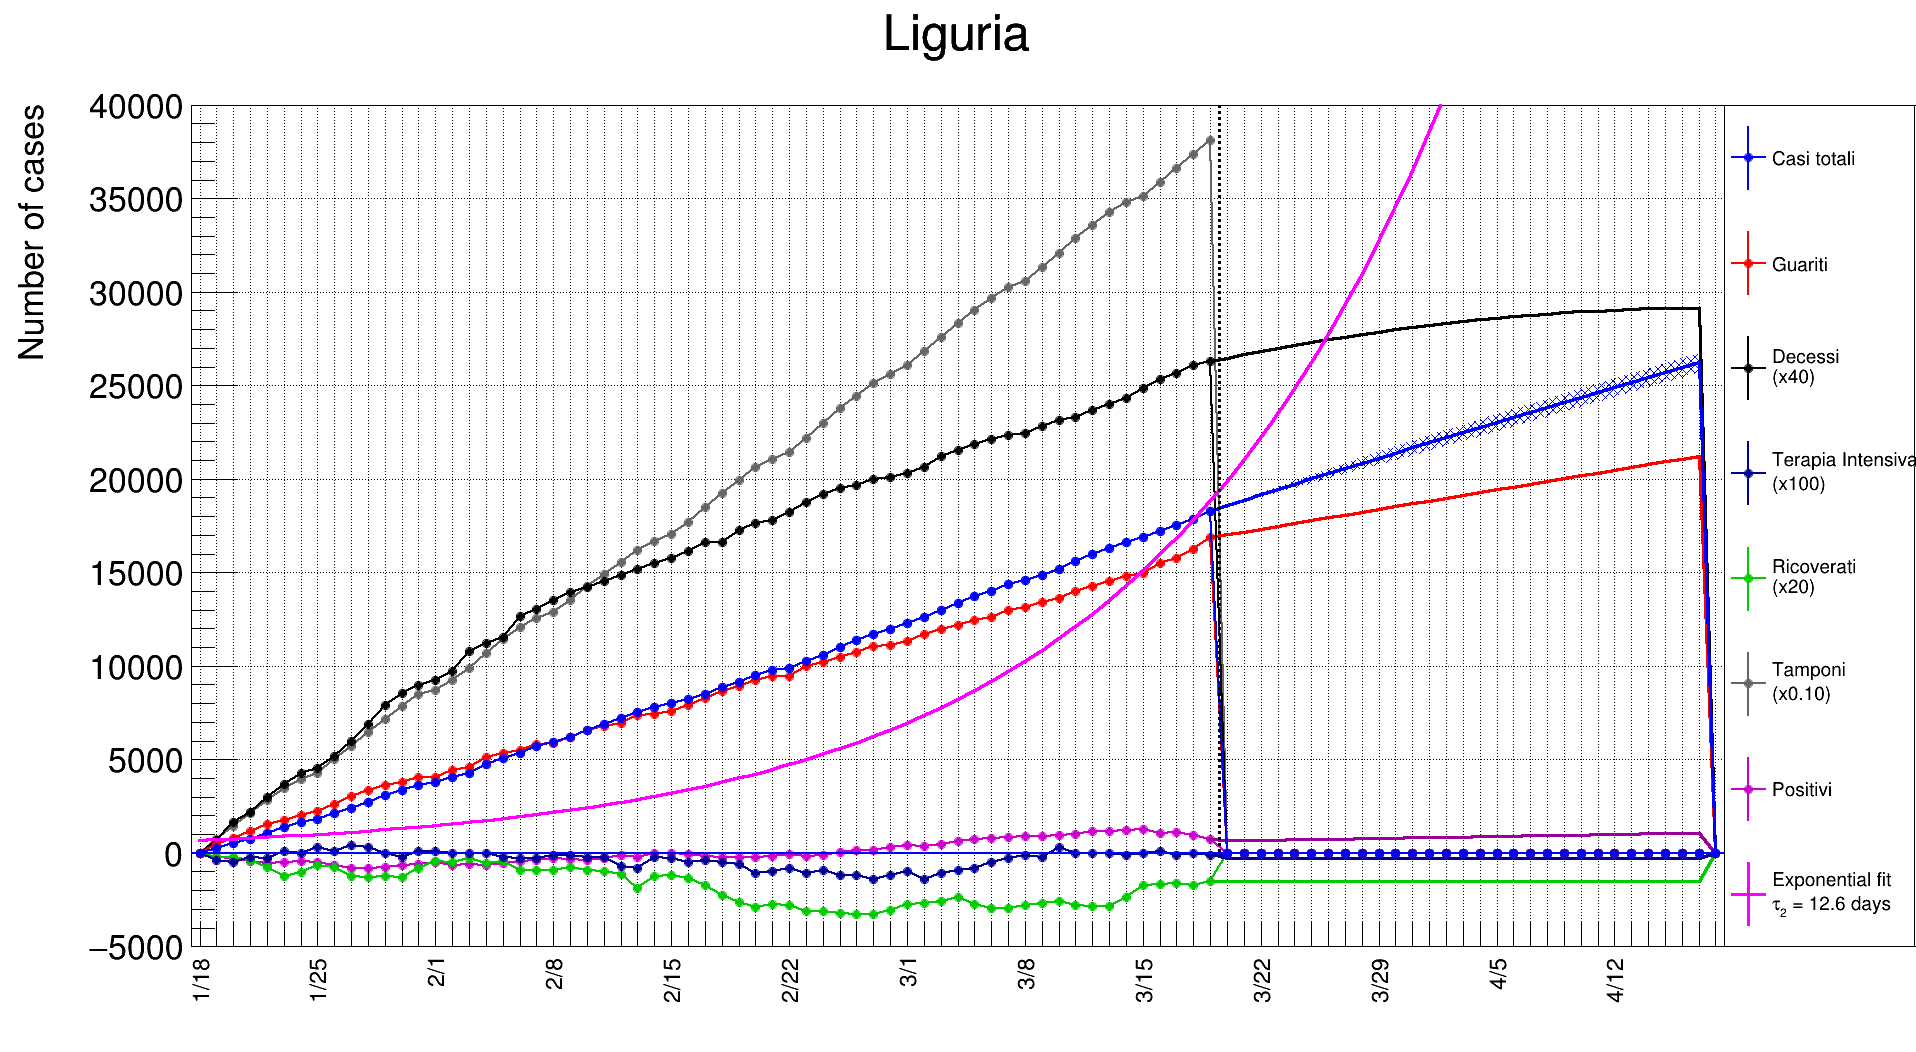 Liguria
Number of cases
40000
35000
30000
25000
20000
15000
10000
5000
0
−5000
1/18
1/25
2/1
2/8
2/15
2/22
3/1
3/8
3/15
3/22
3/29
4/5
4/12
Casi totali
Guariti
Decessi
(x40)
Terapia Intensiva
(x100)
Ricoverati
(x20)
Tamponi
(x0.10)
Positivi
Exponential fit
τ2 = 12.6 days